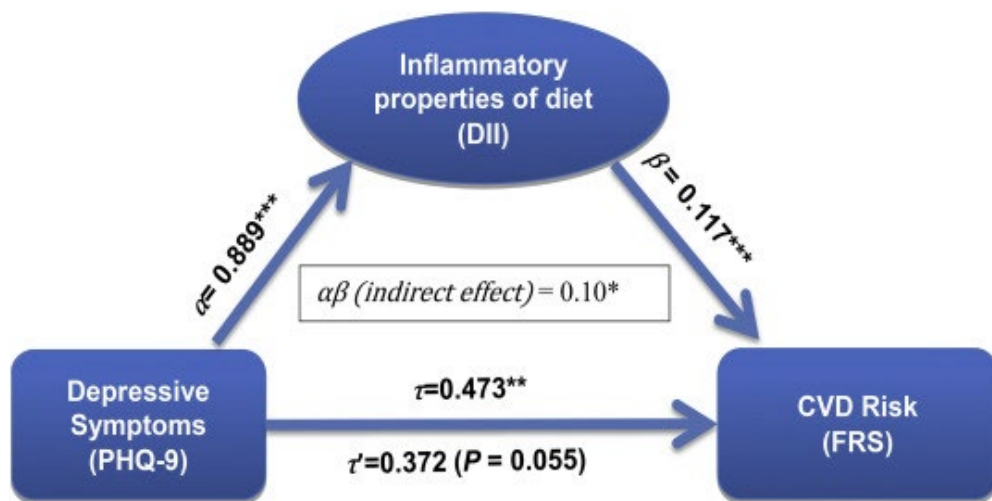 Inflammatory
properties of diet
(DII)
α= 0.889***
β = 0.117***
αβ (indirect effect) = 0.10*
Depressive
Symptoms
(PHQ-9)
τ=0.473**
τ'=0.372 (P = 0.055)
CVD Risk
(FRS)